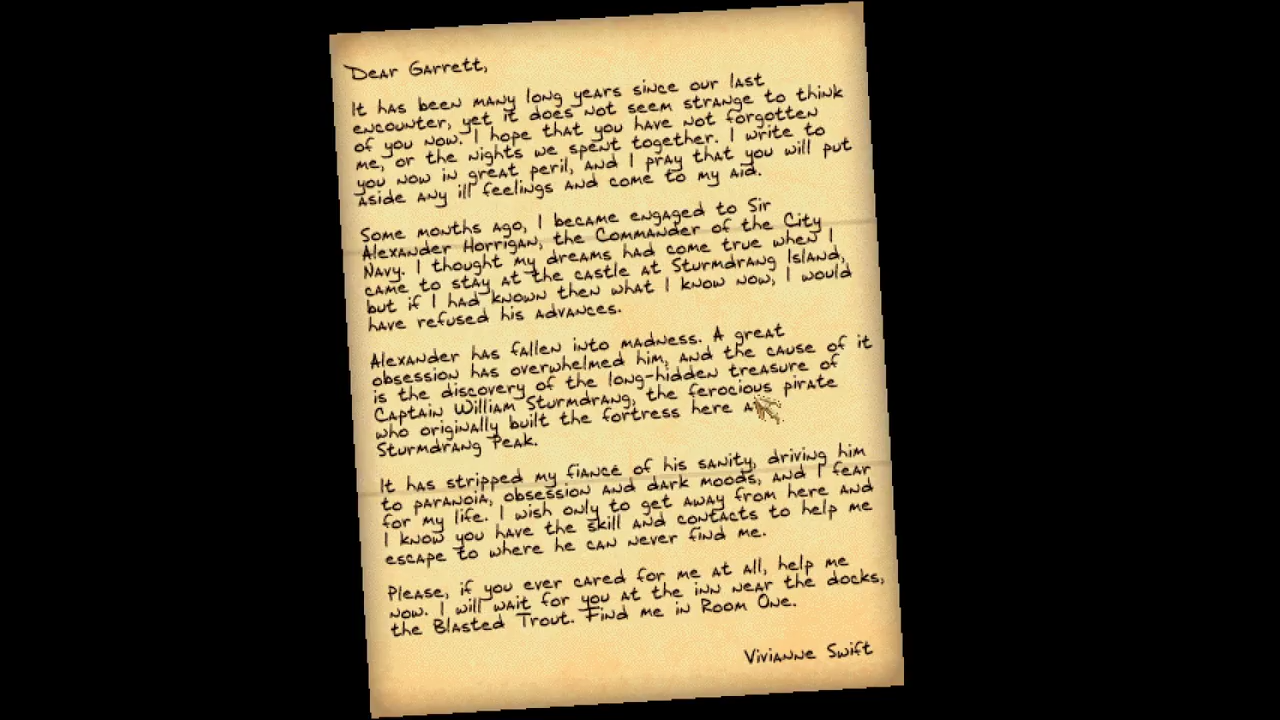 Dear Garrett,
It has been many long years since our last
encounter, yet it does not seem strange to think
of you now. I hope that you have not forgotten
me, or the nights we spent together. I write to
you now in great peril, and I pray that you will put
aside any ill feelings and come to my aid.
Some months ago, I became engaged to Sir
Alexander Horrigan, the Commander of the City
Navy. I thought my dreams had come true when I
came to stay at the castle at Sturmdrang Island,
but if I had known then what I know now, I would
have refused his advances.
Alexander has fallen into madness. A great
obsession has overwhelmed him, and the cause of it
is the discovery of the long-hidden treasure of
Captain William Sturmdrang, the ferocious pirate
who originally built the fortress here
Sturmdrang Peak.
It has stripped my fiancé of his sanity, driving him
to paranoia, obsession and dark moods, and I fear
for my life. I wish only to get away from here and
I know you have the skill and contacts to help me
escape to where he can never find me.
Please, if you ever cared for me at all, help me
now. I will wait for you at the inn near the docks,
the Blasted Trout. Find me in Room One.
Vivianne Swift